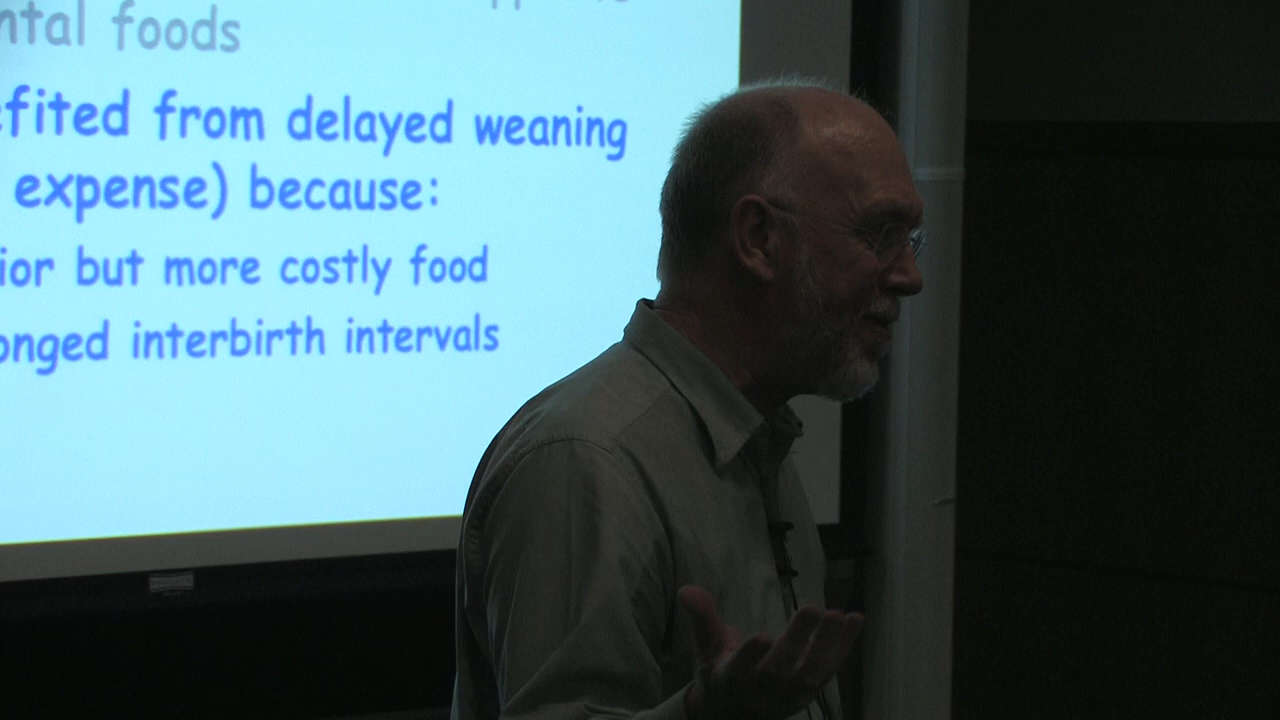 ntal foods
efited from delayed weaning
expense) because:
ior but more costly food
onged interbirth intervals